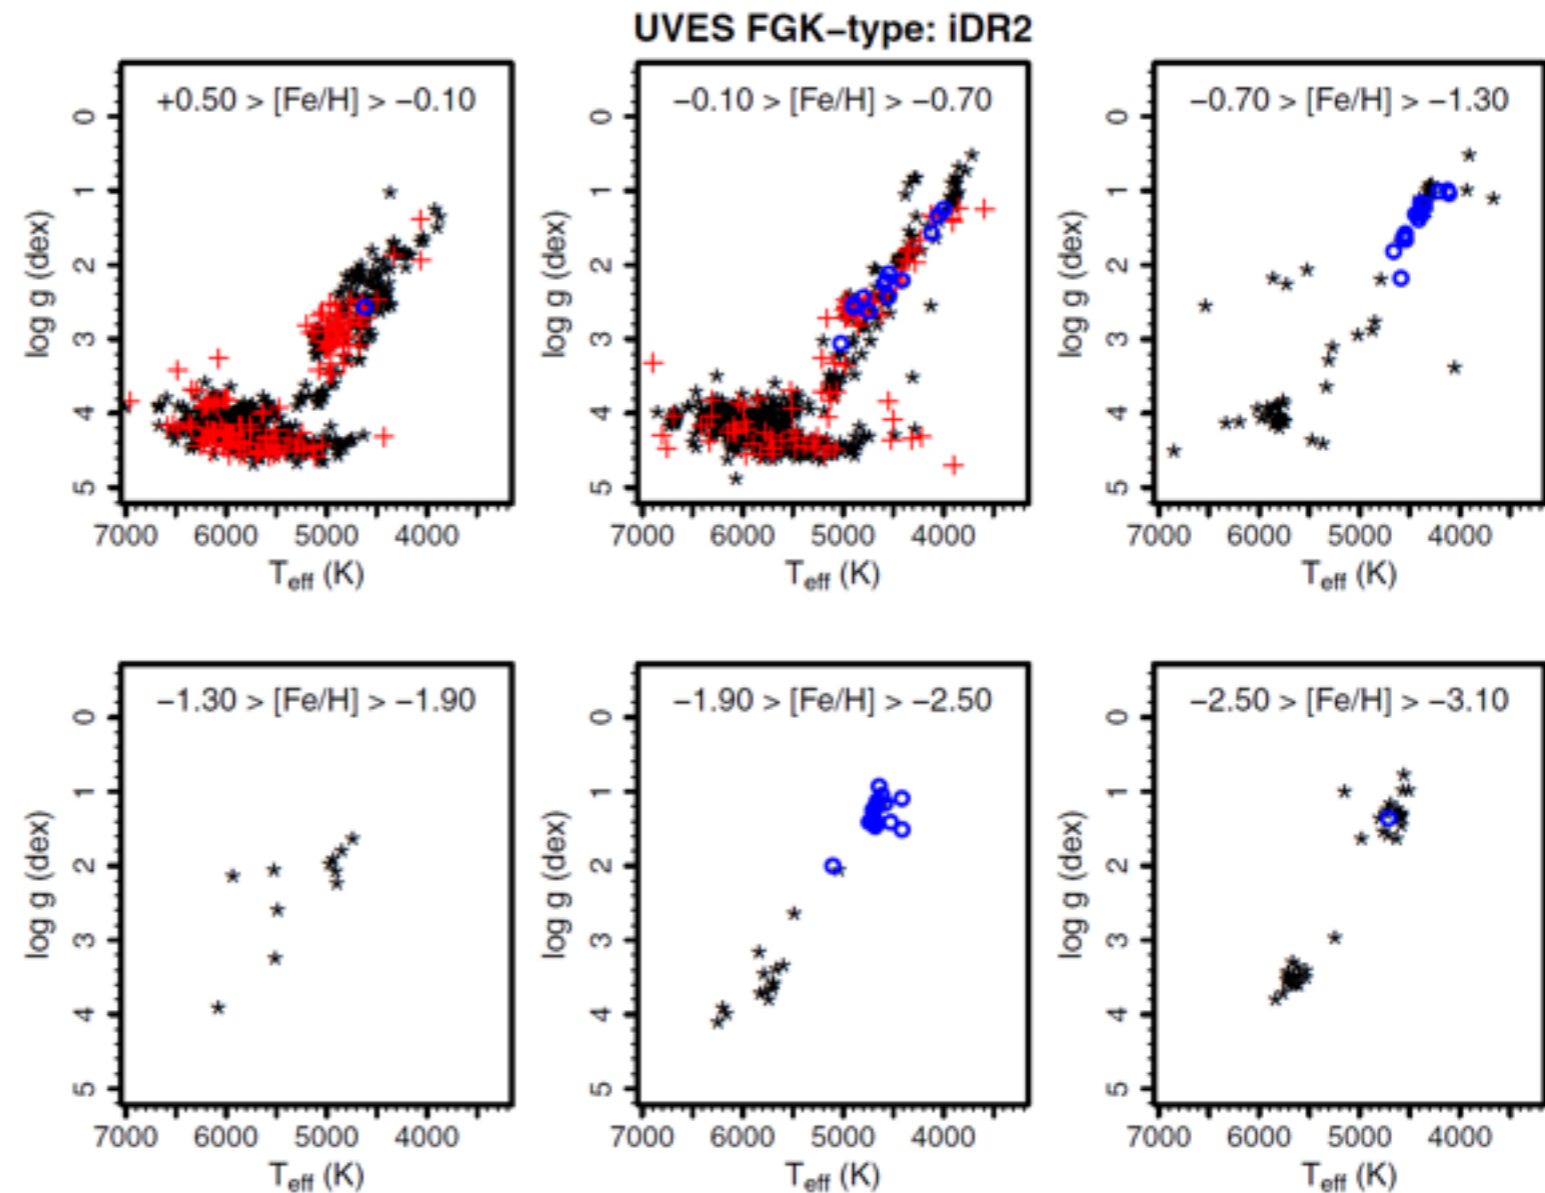 UVES FGK−type: iDR2
+0.50 > [Fe/H] > −0.10
log g (dex)
0
1
2
3
4
5
7000 6000 5000 4000
Teff (K)
−0.10 > [Fe/H] > −0.70
log g (dex)
0
1
2
3
4
5
7000 6000 5000 4000
Teff (K)
−0.70 > [Fe/H] > −1.30
log g (dex)
0
1
2
3
4
5
7000 6000 5000 4000
Teff (K)
−1.30 > [Fe/H] > −1.90
log g (dex)
0
1
2
3
4
5
7000 6000 5000 4000
Teff (K)
−1.90 > [Fe/H] > −2.50
log g (dex)
0
1
2
3
4
5
7000 6000 5000 4000
Teff (K)
−2.50 > [Fe/H] > −3.10
log g (dex)
0
1
2
3
4
5
7000 6000 5000 4000
Teff (K)